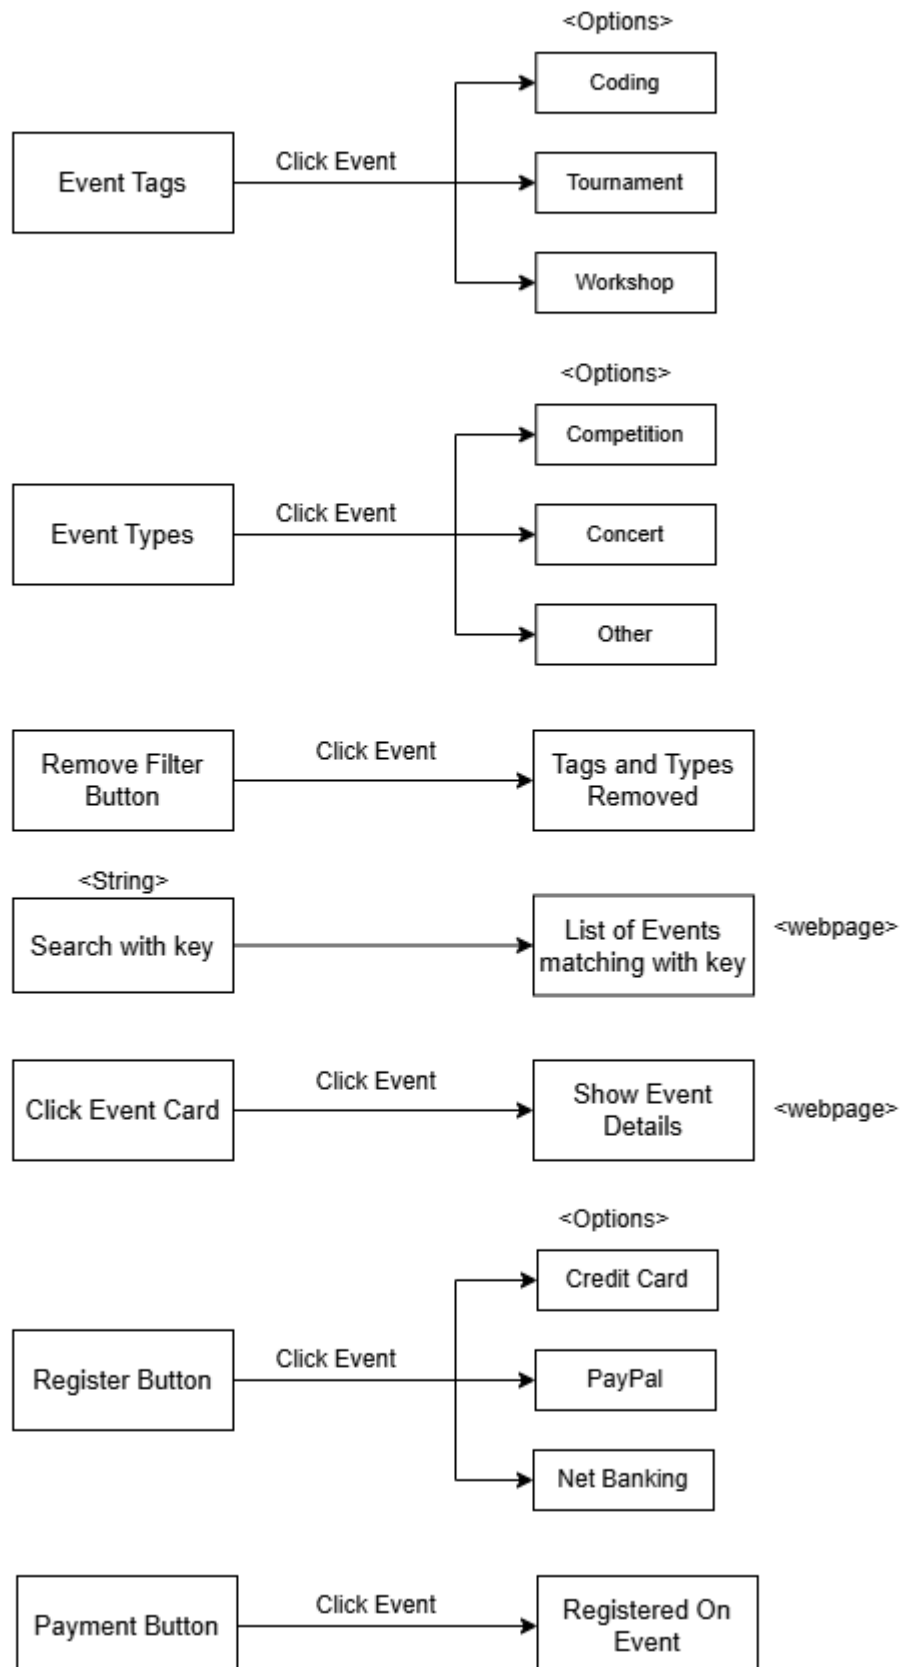 <Options>
Coding
Click Event
Event Tags
Tournament
Workshop
<Options>
Competition
Click Event
Event Types
Concert
Other
Remove Filter
Button
Click Event
Tags and Types
Removed
<String>
Search with key
List of Events
matching with key
<webpage>
Click Event Card
Click Event
Show Event
Details
<webpage>
<Options>
Credit Card
Click Event
Register Button
PayPal
Net Banking
Payment Button
Click Event
Registered On
Event